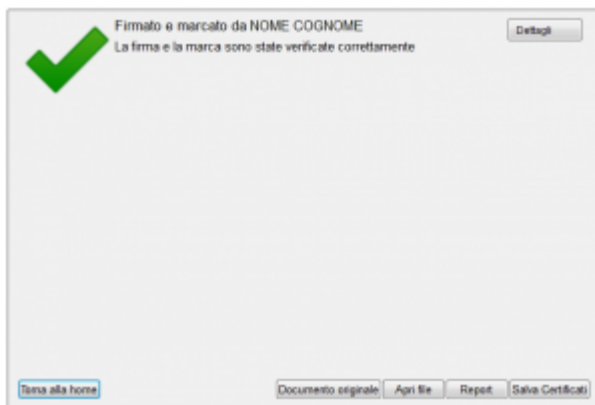 Firmato e marcato da NOME COGNOME
Dettagli
La firma e la marca sono state verificate correttamente
Torna alla home
Documento originale
Apri file
Report
Salva Certificati